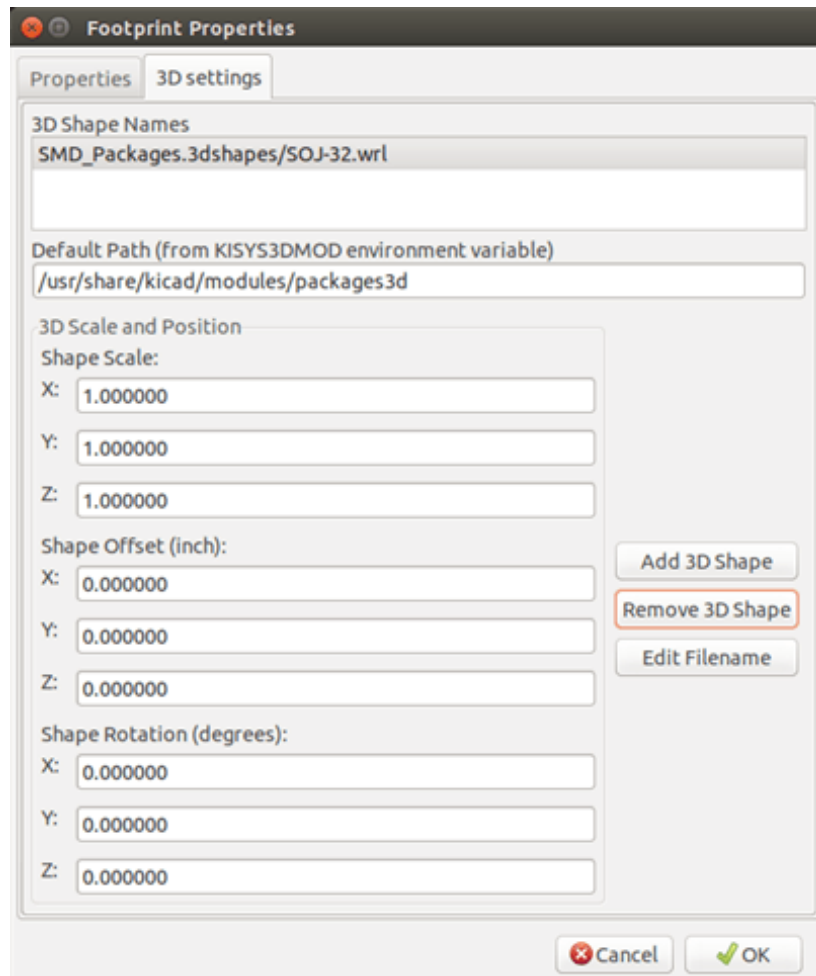 Footprint Properties
Properties
3D settings
3D Shape Names
SMD_Packages.3dshapes/SOJ-32.wrl
Default Path (from KISYS3DMOD environment variable)
/usr/share/kicad/modules/packages3d
3D Scale and Position
Shape Scale:
X: 1.000000
Y: 1.000000
Z: 1.000000
Shape Offset (inch):
X: 0.000000
Y: 0.000000
Z: 0.000000
Add 3D Shape
Remove 3D Shape
Edit Filename
Shape Rotation (degrees):
X: 0.000000
Y: 0.000000
Z: 0.000000
Cancel
OK